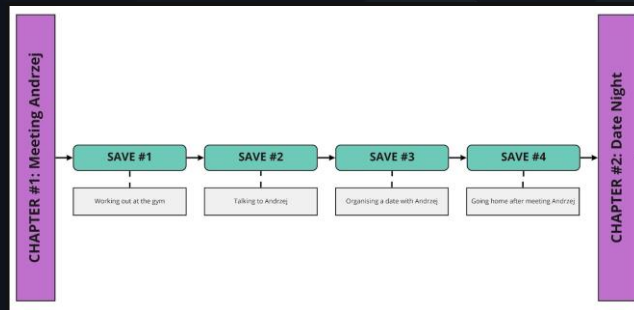 CHAPTER #1: Meeting Andrzej
SAVE #1
SAVE #2
SAVE #3
SAVE #4
Working out at the gym
Talking to Andrzej
Organising a date with Andrzej
Going home after meeting Andrzej
CHAPTER #2: Date Night